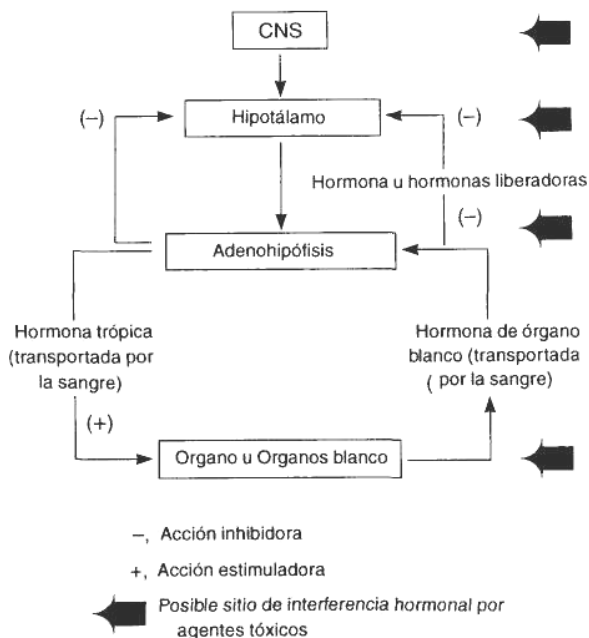 CNS
(−)
Hipotálamo
(−)
Hormona u hormonas liberadoras
(−)
Adenohipófisis
Hormona trópica
(transportada por
la sangre)
Hormona de órgano
blanco (transportada
( por la sangre)
(+)
Organo u Organos blanco
−, Acción inhibidora
+, Acción estimuladora
Posible sitio de interferencia hormonal por
agentes tóxicos